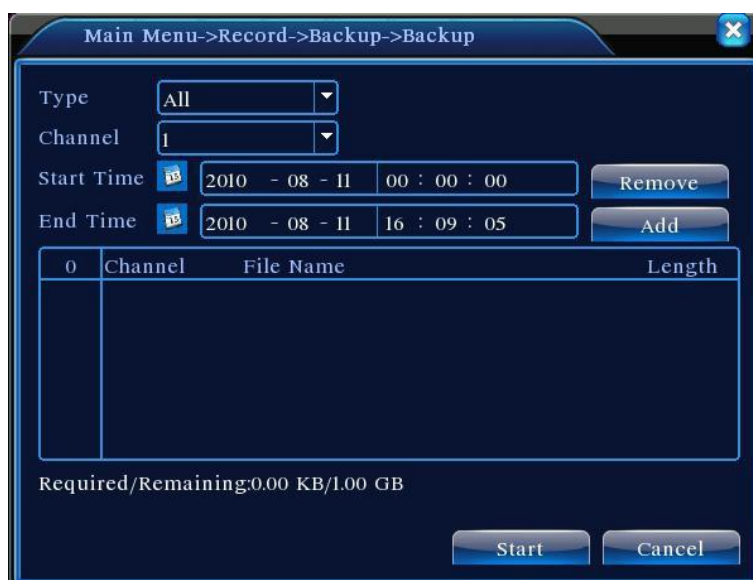 Main Menu->Record->Backup->Backup
Type All
Channel 1
Start Time 15 2010 - 08 - 11 00 : 00 : 00 Remove
End Time 15 2010 - 08 - 11 16 : 09 : 05 Add
0 Channel File Name Length
Required/Remaining:0.00 KB/1.00 GB
Start Cancel